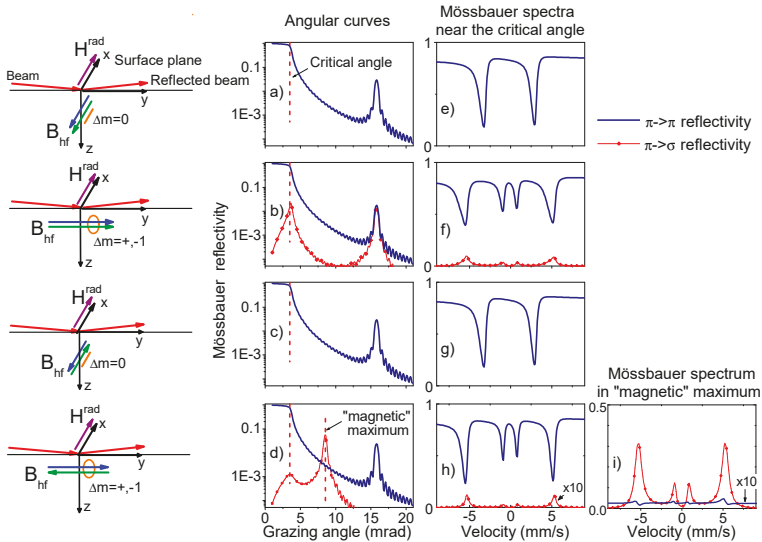 Angular curves
Mössbauer spectra
near the critical angle
H rad
x
Surface plane
Beam
Reflected beam
y
B hf
Δm=0
z
0.1
1E-3
Critical angle
a)
1
0
e)
π->π reflectivity
π->σ reflectivity
H rad
x
y
B hf
Δm=+,-1
z
Mössbauer reflectivity
0.1
1E-3
b)
1
0
f)
H rad
x
y
B hf
Δm=0
z
0.1
1E-3
c)
1
0
g)
Mössbauer spectrum
in "magnetic" maximum
H rad
x
y
B hf
Δm=+,-1
z
0.1
1E-3
"magnetic"
maximum
d)
1
0
h)
x10
0.5
0.0
i)
x10
0 5 10 15 20
Grazing angle (mrad)
-5 0 5
Velocity (mm/s)
-5 0 5
Velocity (mm/s)